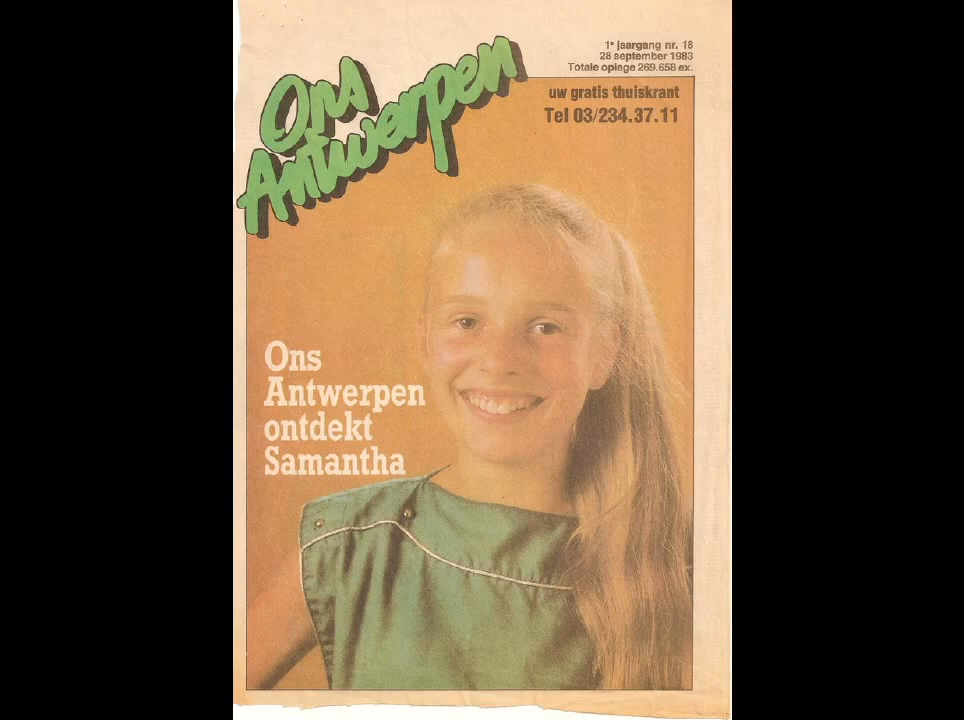 1e jaargang nr. 18
28 september 1983
Totale oplage 269.658 ex.
Ons
Antwerpen
uw gratis thuiskrant
Tel 03/234.37.11
Ons
Antwerpen
ontdekt
Samantha